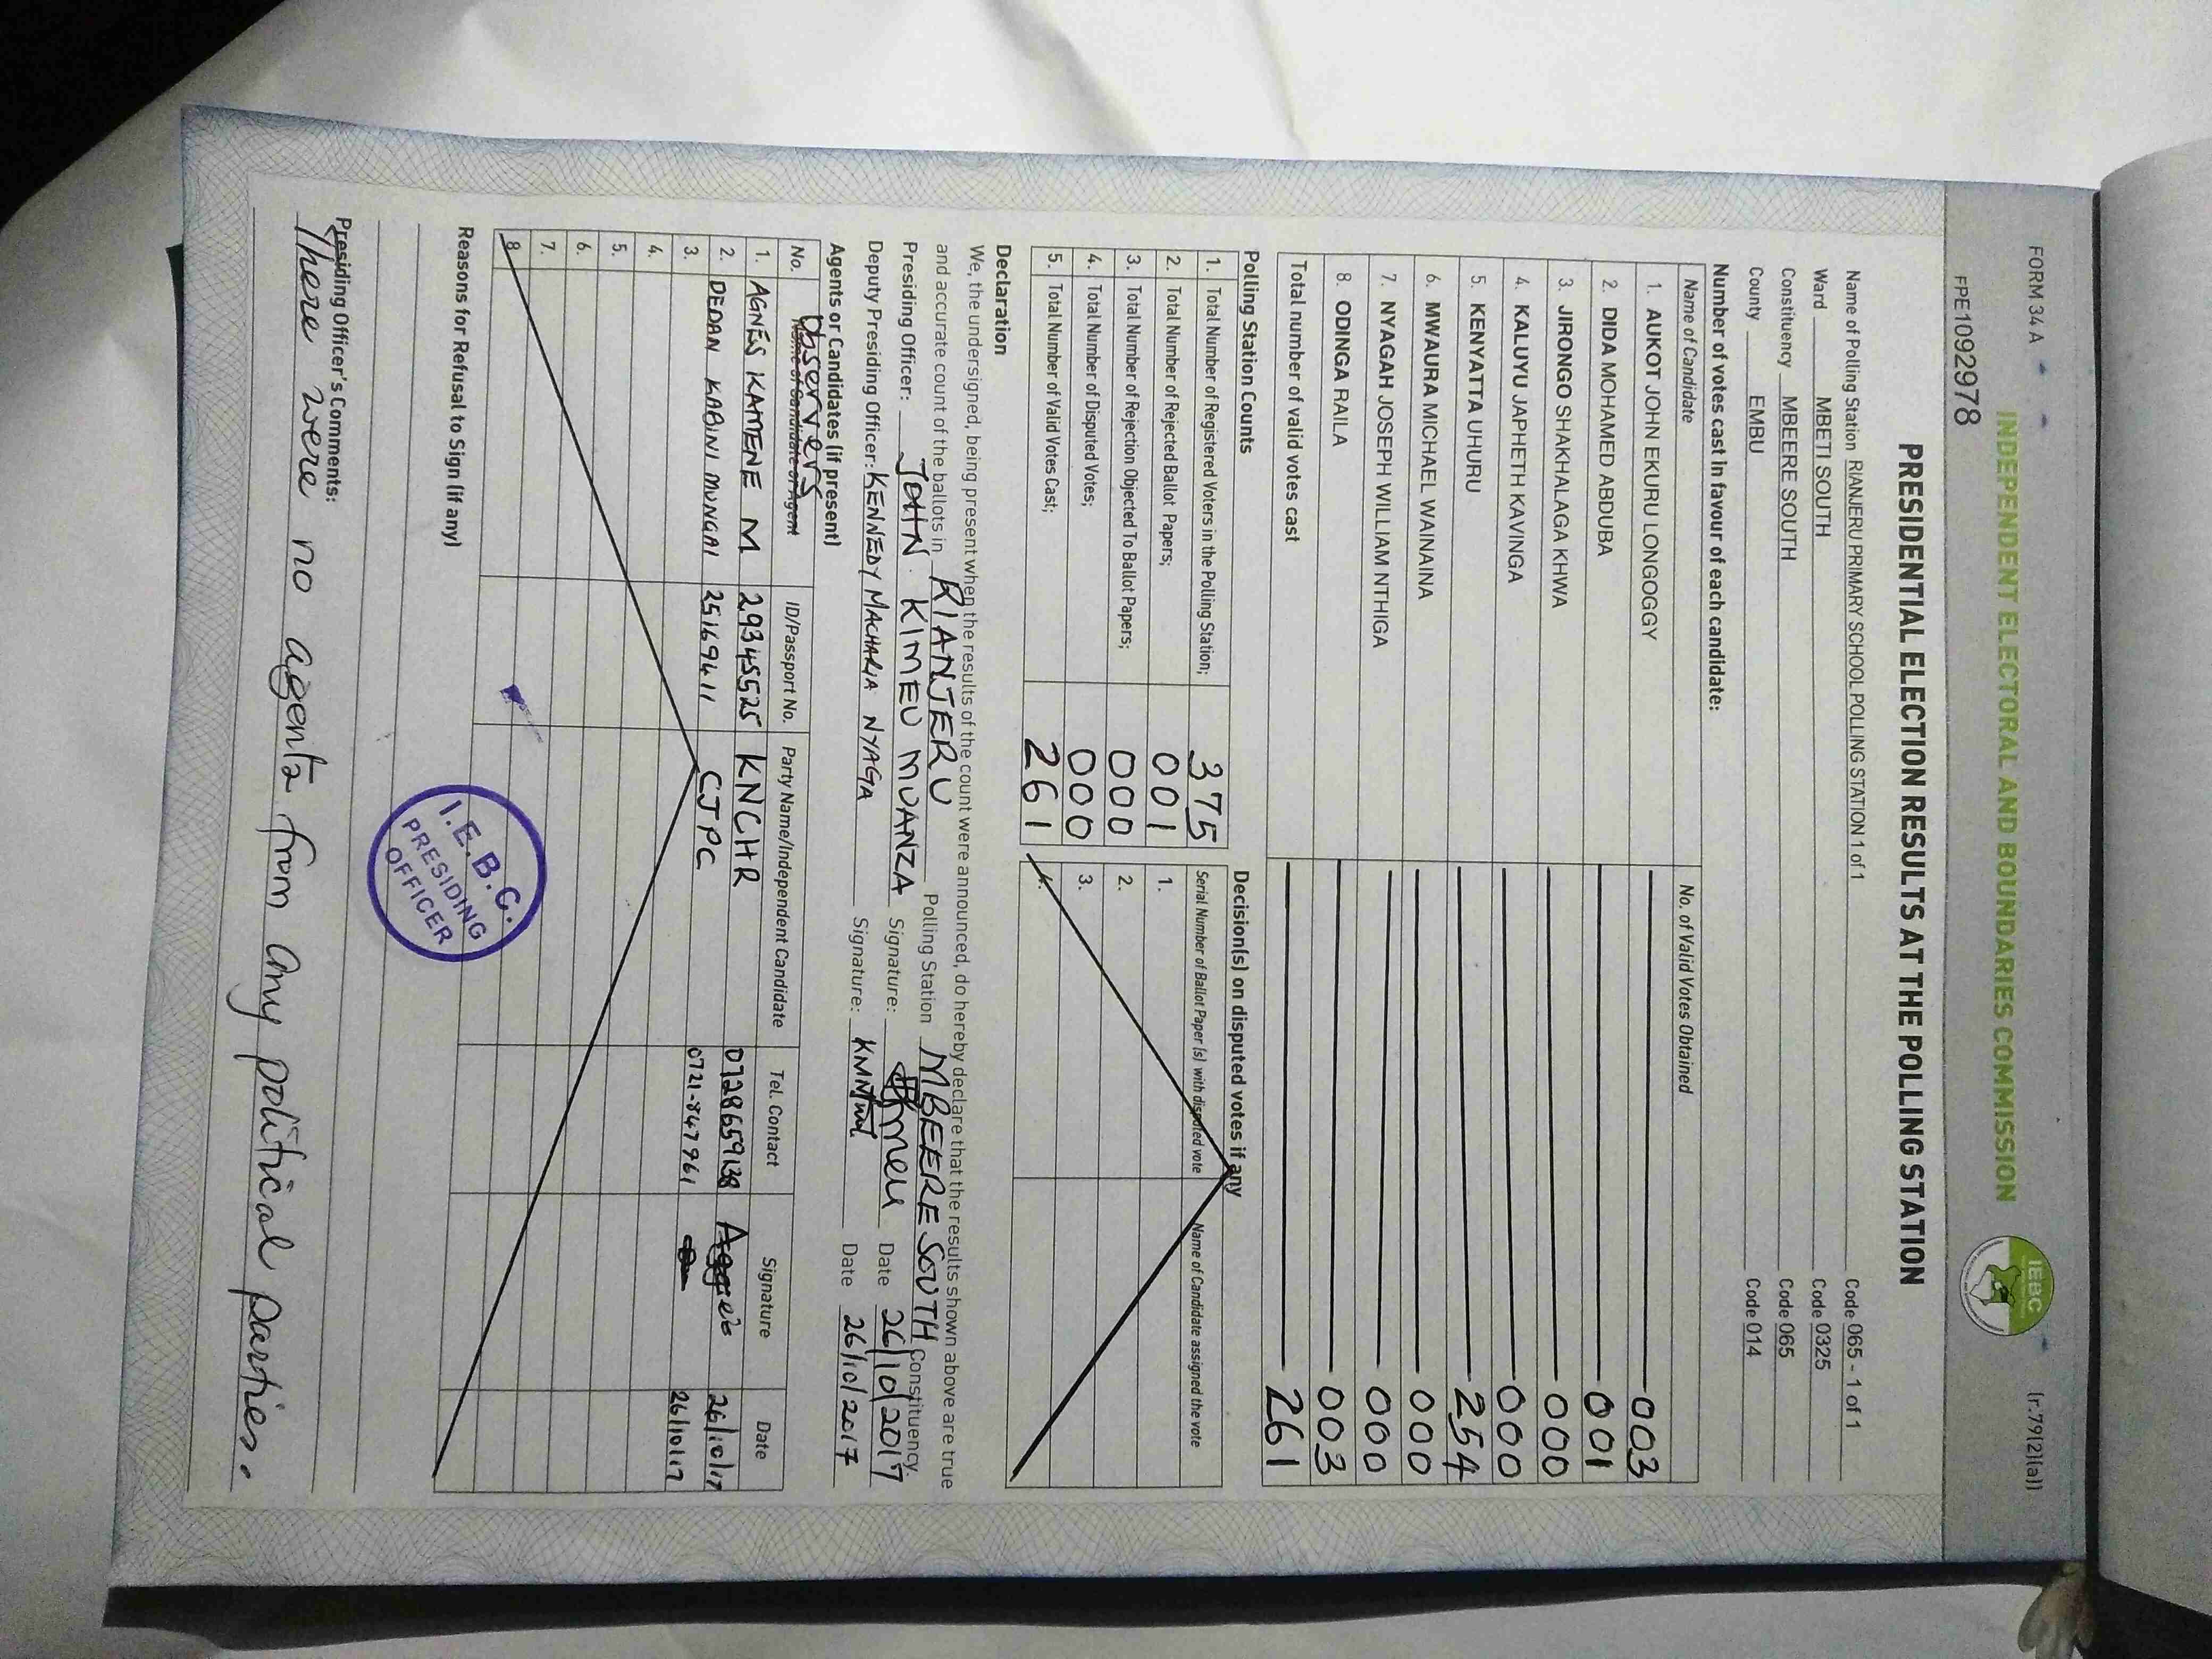 FORM 34 A
(r.79(2)(a))
INDEPENDENT ELECTORAL AND BOUNDARIES COMMISSION
IEBC
FPE1092978
PRESIDENTIAL ELECTION RESULTS AT THE POLLING STATION
Name of Polling Station RIANJERU PRIMARY SCHOOL POLLING STATION 1 of 1 Code 065 - 1 of 1
Ward MBETI SOUTH Code 0325
Constituency MBEERE SOUTH Code 065
County EMBU Code 014
Number of votes cast in favour of each candidate:
Name of Candidate No. of Valid Votes Obtained
1. AUKOT JOHN EKURU LONGOGGY 003
2. DIDA MOHAMED ABDUBA 001
3. JIRONGO SHAKHALAGA KHWA 000
4. KALUYU JAPHETH KAVINGA 000
5. KENYATTA UHURU 254
6. MWAURA MICHAEL WAINAINA 000
7. NYAGAH JOSEPH WILLIAM NTHIGA 000
8. ODINGA RAILA 003
Total number of valid votes cast 261
Polling Station Counts
1. Total Number of Registered Voters in the Polling Station; 375
2. Total Number of Rejected Ballot Papers; 001
3. Total Number of Rejection Objected To Ballot Papers; 000
4. Total Number of Disputed Votes; 000
5. Total Number of Valid Votes Cast; 261
Decision(s) on disputed votes if any
Serial Number of Ballot Paper (s) with disputed vote Name of Candidate assigned the vote
1.
2.
3.
4.
Declaration
We, the undersigned, being present when the results of the count were announced, do hereby declare that the results shown above are true
and accurate count of the ballots in RIANJERU Polling Station MBEERE SOUTH Constituency.
Presiding Officer: JOHN KIMEU MUANZA Signature: Date 26/10/2017
Deputy Presiding Officer: KENNEDY MACHARIA NYAGA Signature: Date 26/10/2017
Agents or Candidates (if present)
Observers
No. Name of Candidate or Agent ID/Passport No. Party Name/Independent Candidate Tel. Contact Signature Date
1. AGNES KAMENE M 29345525 KNCHR 0728659138 26/10/17
2. DEDAN KABINI MUNGAI 25169411 CJPC 0721-847961 26/10/17
3.
4.
5.
6.
7.
8.
Reasons for Refusal to Sign (if any)
I.E.B.C.
PRESIDING
OFFICER
Presiding Officer's Comments:
There were no agents from any political parties.